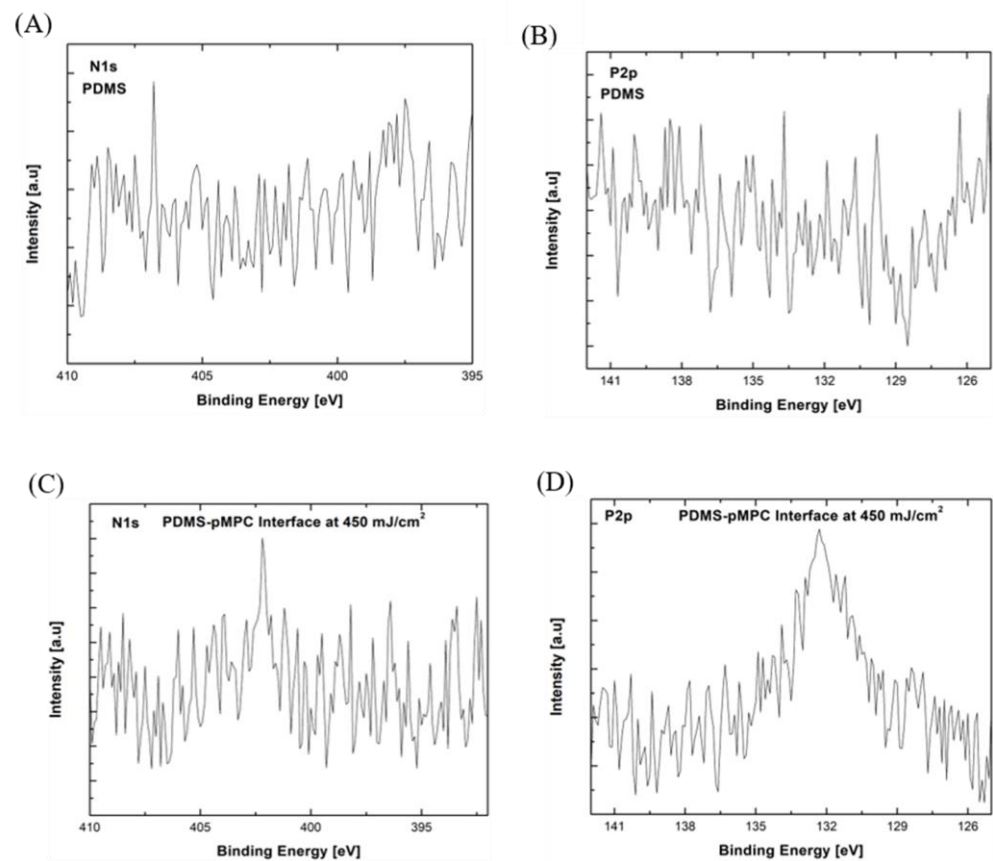 (A)
N1s
PDMS
Intensity [a.u]
410 405 400 395
Binding Energy [eV]
(B)
P2p
PDMS
Intensity [a.u]
141 138 135 132 129 126
Binding Energy [eV]
(C)
N1s PDMS-pMPC Interface at 450 mJ/cm²
Intensity [a.u]
410 405 400 395
Binding Energy [eV]
(D)
P2p PDMS-pMPC Interface at 450 mJ/cm²
Intensity [a.u]
141 138 135 132 129 126
Binding Energy [eV]